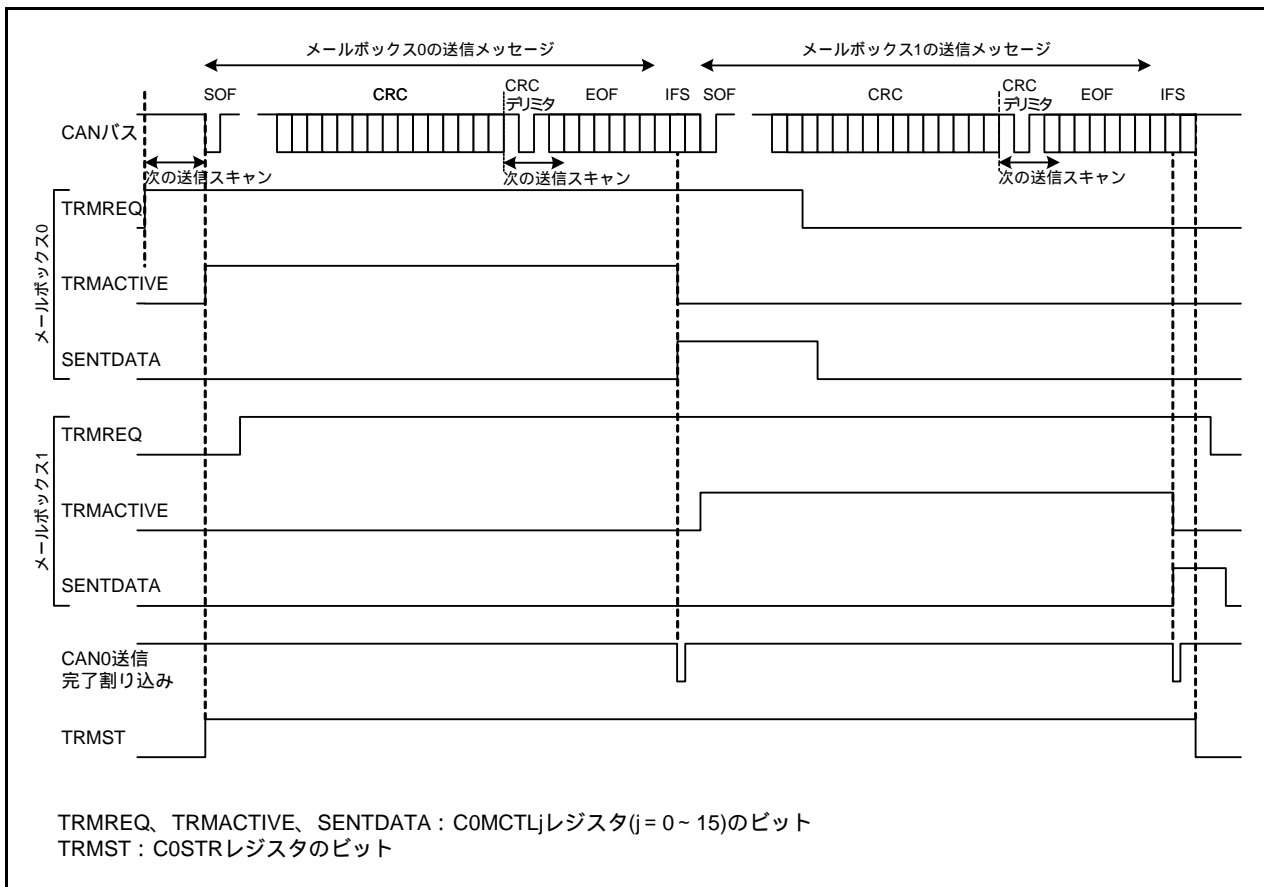 メールボックス0の送信メッセージ メールボックス1の送信メッセージ
SOF CRC CRC デリミタ EOF IFS SOF CRC CRC デリミタ EOF IFS
CANバス
次の送信スキャン 次の送信スキャン 次の送信スキャン
メールボックス0
TRMREQ
TRMACTIVE
SENTDATA
メールボックス1
TRMREQ
TRMACTIVE
SENTDATA
CAN0送信
完了割り込み
TRMST
TRMREQ、TRMACTIVE、SENTDATA : C0MCTLjレジスタ(j = 0 ~ 15)のビット
TRMST : C0STRレジスタのビット